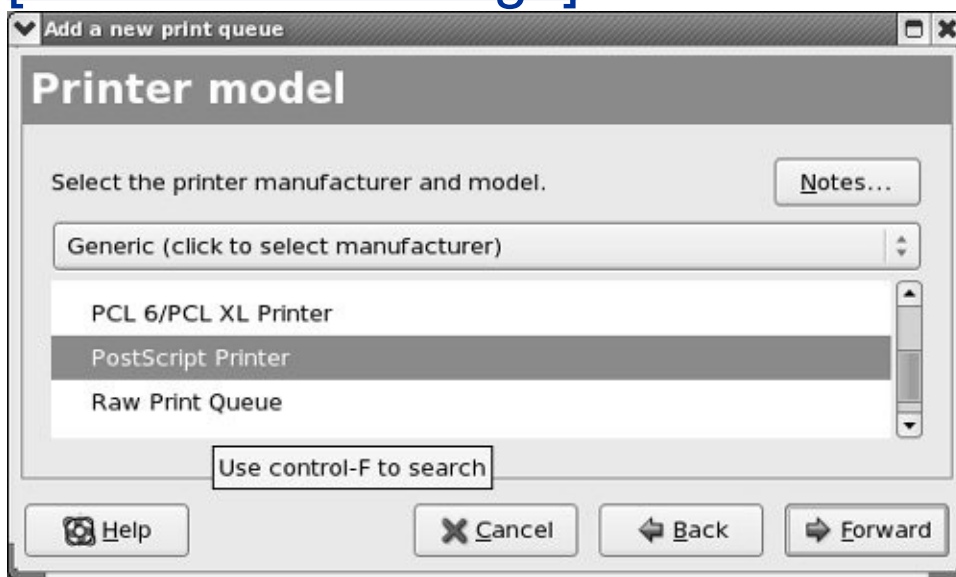 Add a new print queue
Printer model
Select the printer manufacturer and model.
Notes...
Generic (click to select manufacturer)
PCL 6/PCL XL Printer
PostScript Printer
Raw Print Queue
Use control-F to search
Help
Cancel
Back
Forward